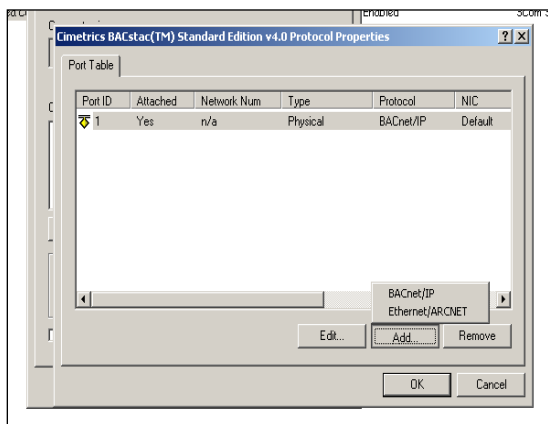 Enabled 3Com
Cimetrics BACstac(TM) Standard Edition v4.0 Protocol Properties
Port Table
Port ID Attached Network Num Type Protocol NIC
1 Yes n/a Physical BACnet/IP Default
BACnet/IP
Ethernet/ARCNET
Edit... Add... Remove
OK Cancel